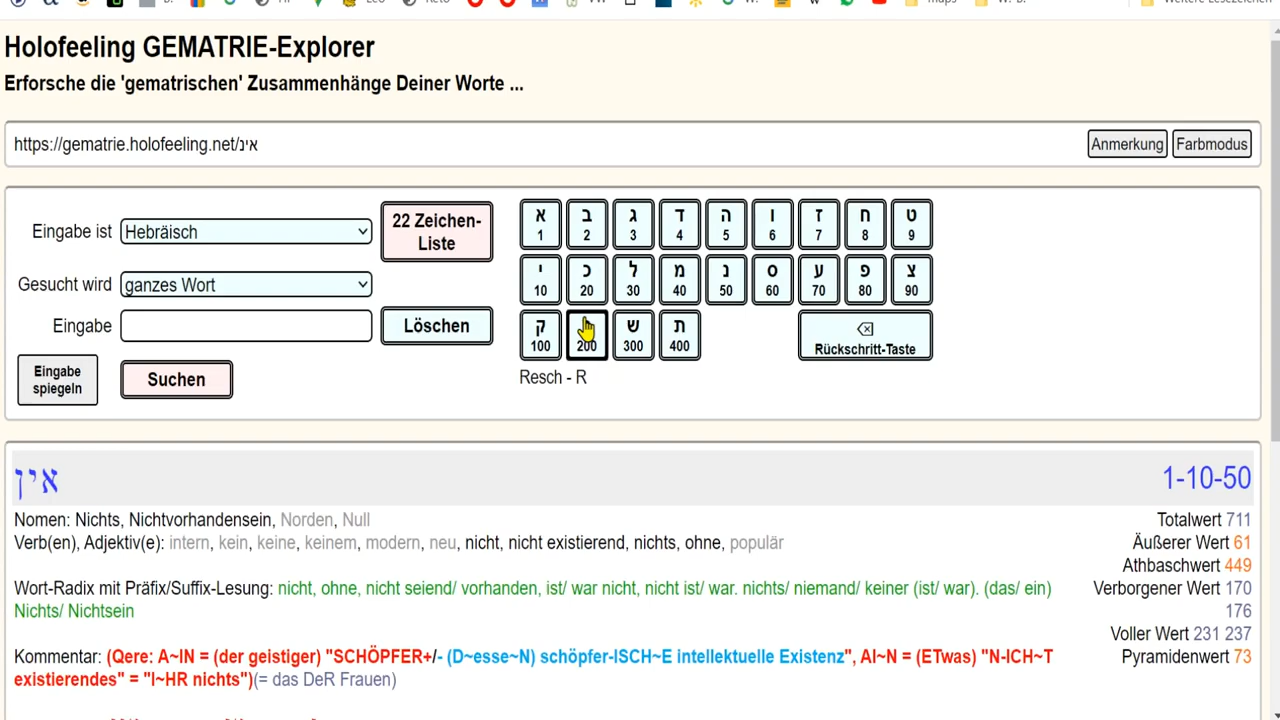 Holofeeling GEMATRIE-Explorer
Erforsche die 'gematrischen' Zusammenhänge Deiner Worte ...
https://gematrie.holofeeling.net/אינ
Anmerkung
Farbmodus
Eingabe ist
Hebräisch
22 Zeichen-
Liste
Gesucht wird
ganzes Wort
Eingabe
Löschen
Eingabe
spiegeln
Suchen
א ב ג ד ה ו ז ח ט
1 2 3 4 5 6 7 8 9
י כ ל מ נ ס ע פ צ
10 20 30 40 50 60 70 80 90
ק ש ת
100 200 300 400
Rückschritt-Taste
Resch - R
אין
1-10-50
Nomen: Nichts, Nichtvorhandensein, Norden, Null
Verb(en), Adjektiv(e): intern, kein, keine, keinem, modern, neu, nicht, nicht existierend, nichts, ohne, populär
Wort-Radix mit Präfix/Suffix-Lesung: nicht, ohne, nicht seiend/ vorhanden, ist/ war nicht, nicht ist/ war. nichts/ niemand/ keiner (ist/ war). (das/ ein)
Nichts/ Nichtsein
Kommentar: (Qere: A~IN = (der geistiger) "SCHÖPFER+/- (D~esse~N) schöpfer-ISCH~E intellektuelle Existenz", AI~N = (ETwas) "N-ICH~T
existierendes" = "I~HR nichts")(= das DeR Frauen)
Totalwert 711
Äußerer Wert 61
Athbaschwert 449
Verborgener Wert 170
176
Voller Wert 231 237
Pyramidenwert 73